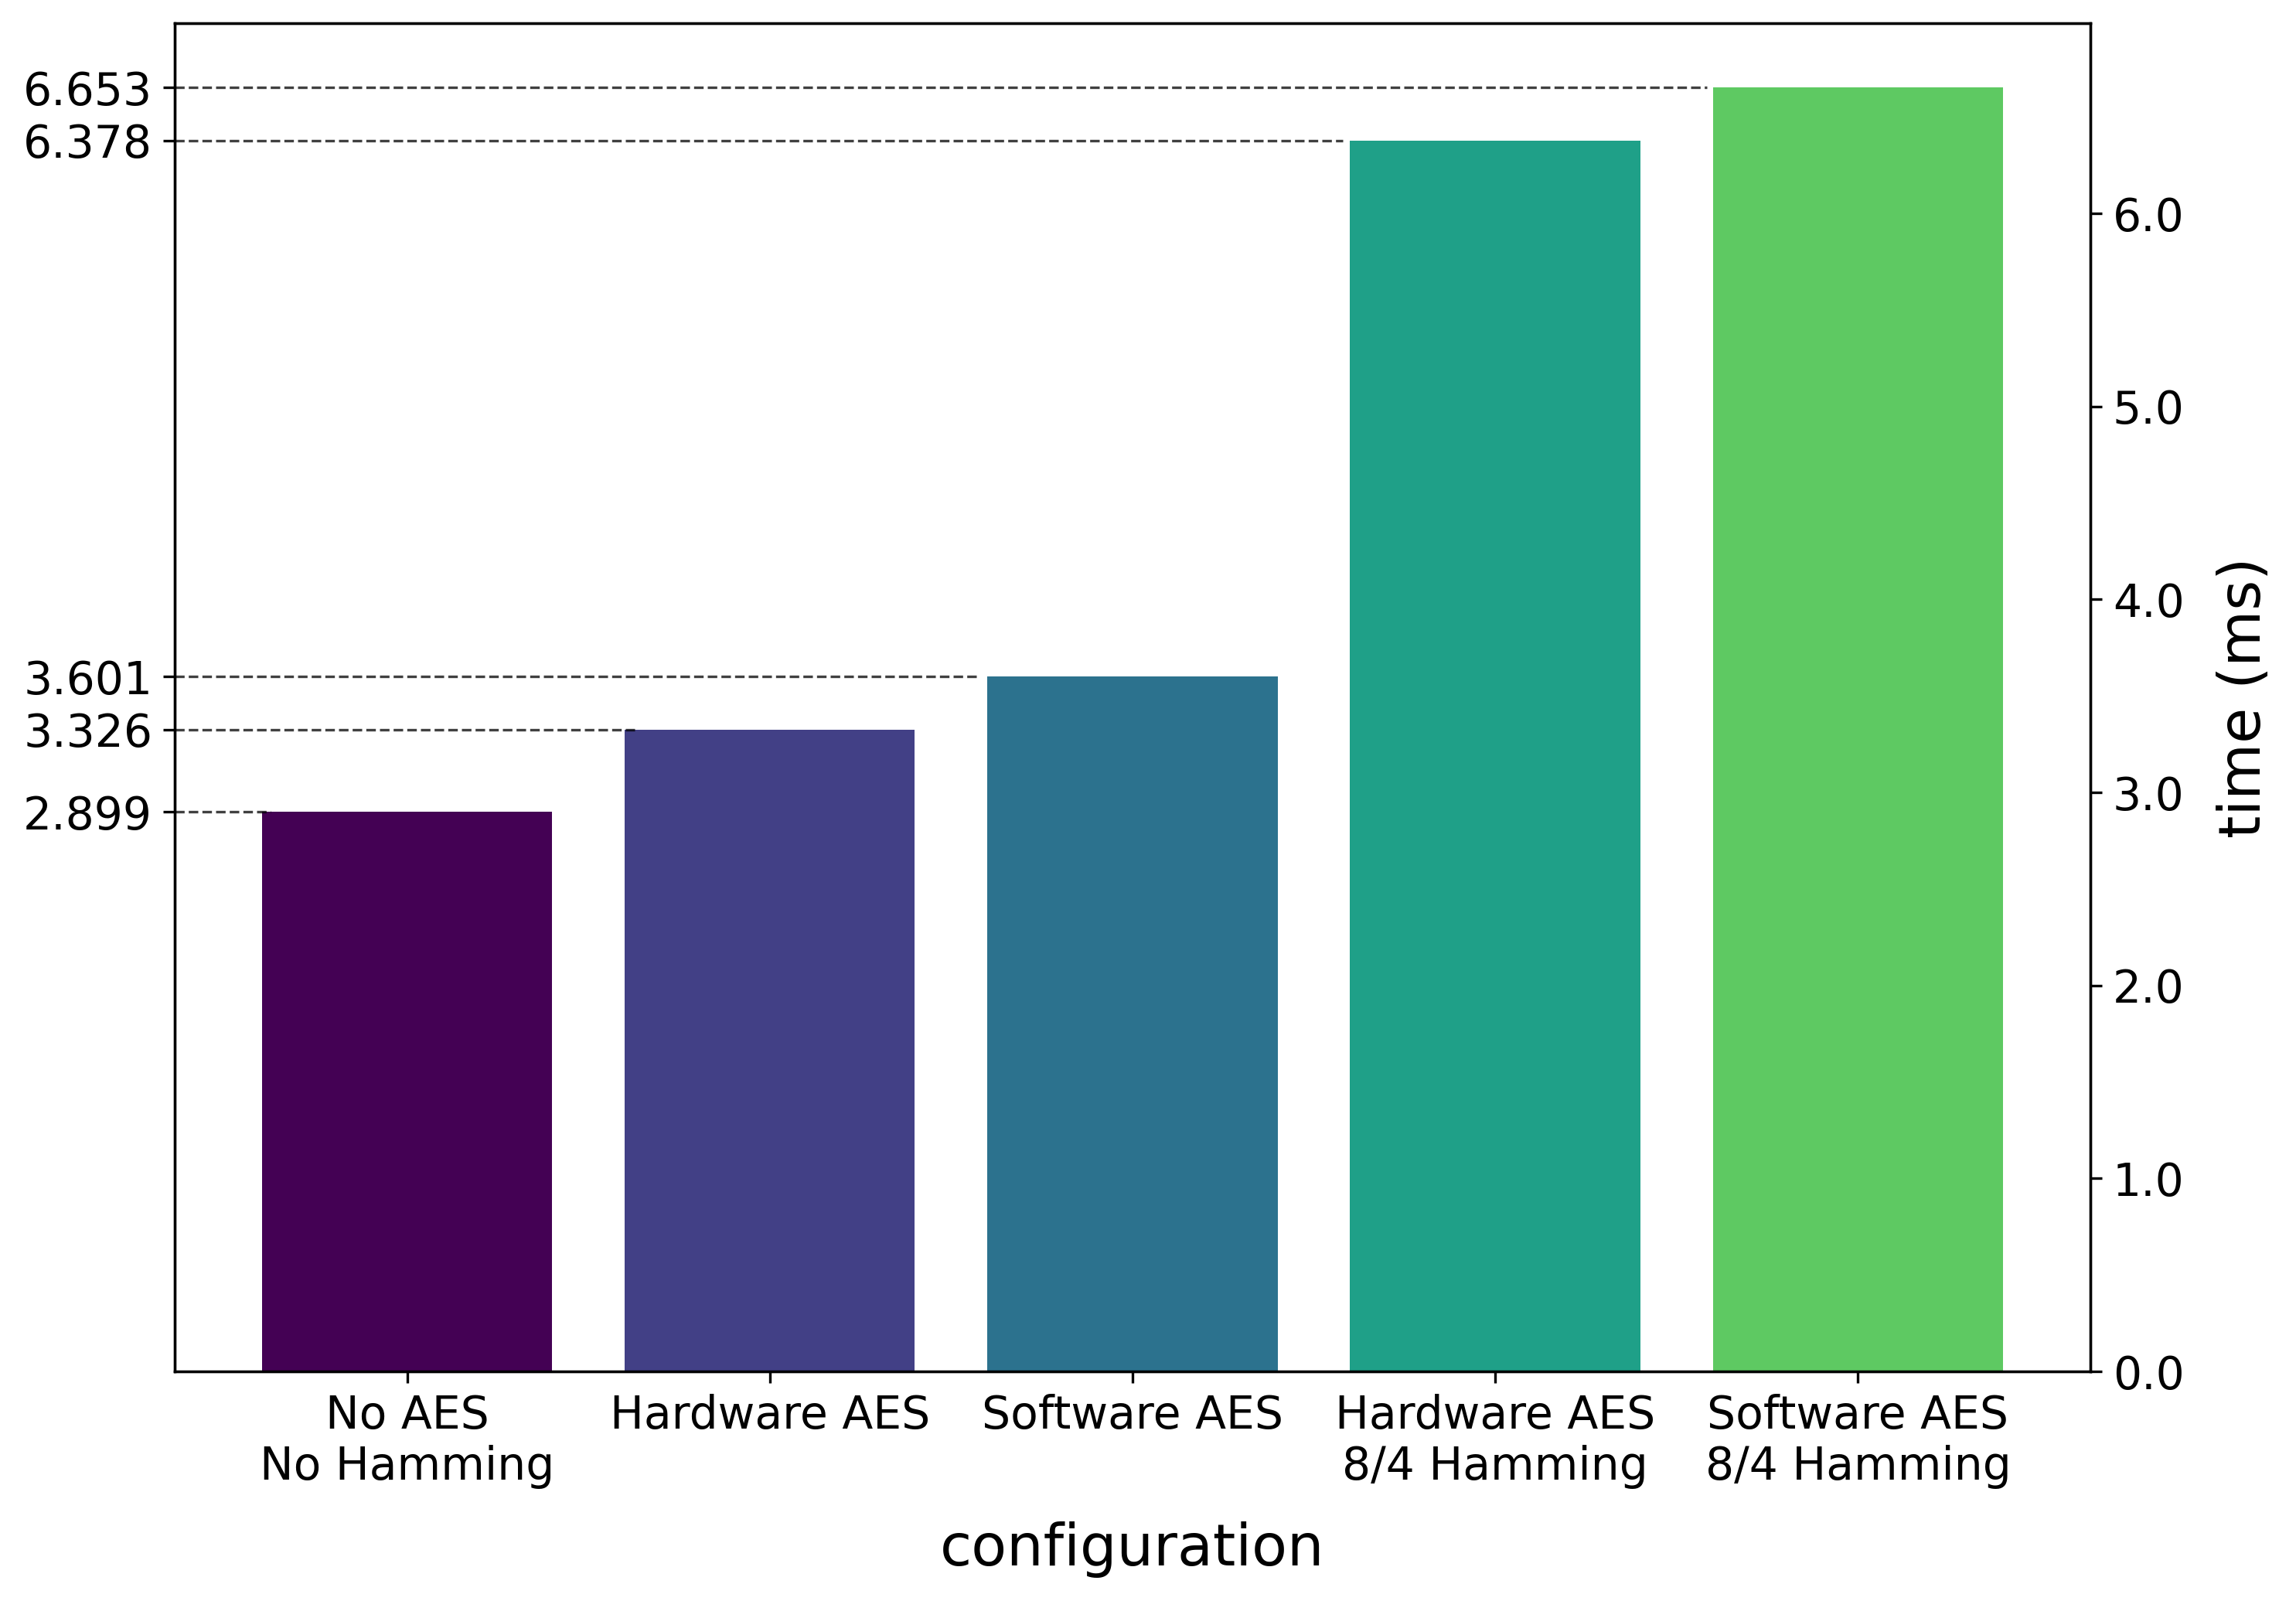 6.653
6.378
3.601
3.326
2.899
6.0
5.0
4.0
3.0
2.0
1.0
0.0
time (ms)
No AES
No Hamming
Hardware AES
Software AES
Hardware AES
8/4 Hamming
Software AES
8/4 Hamming
configuration